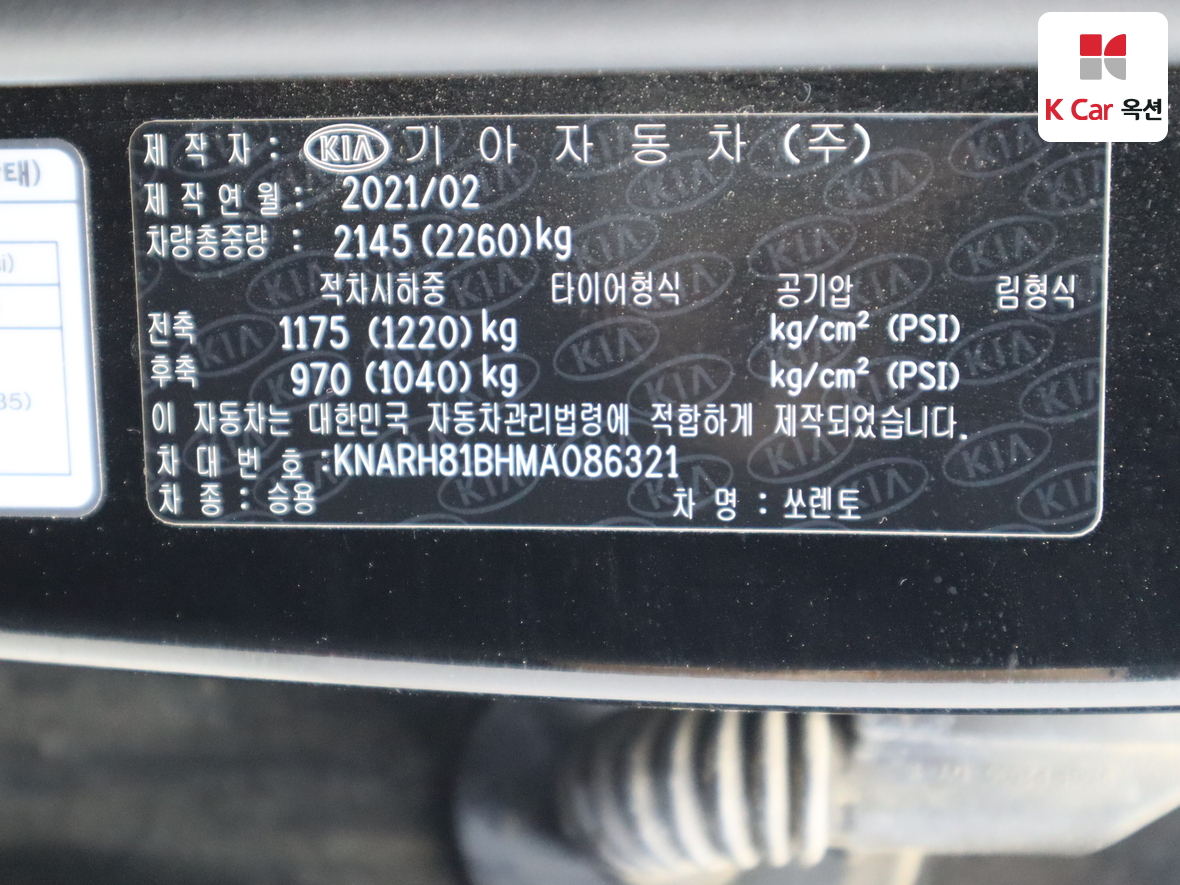 K Car 옥션
제 작 자 : KIA 기 아 자 동 차 (주)
제 작 연 월 : 2021/02
차량총중량 : 2145 (2260)kg
적차시하중 타이어형식 공기압 림형식
전축 1175 (1220) kg kg/cm² (PSI)
후축 970 (1040) kg kg/cm² (PSI)
이 자동차는 대한민국 자동차관리법령에 적합하게 제작되었습니다.
차 대 번 호 :KNARH81BHMA086321
차 종 : 승용 차 명 : 쏘렌토